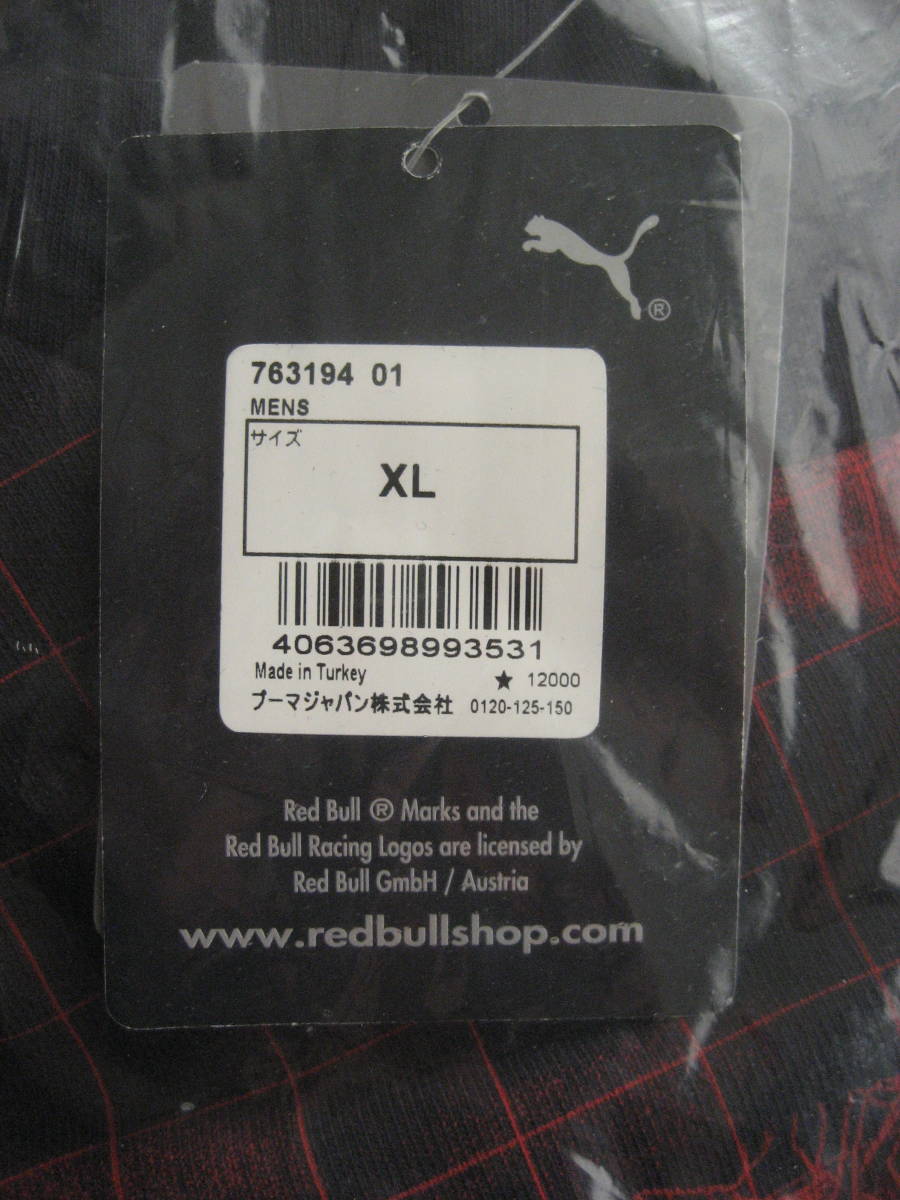 ®
763194 01
MENS
サイズ
XL
4063698993531
Made in Turkey
★ 12000
プーマジャパン株式会社 0120-125-150
Red Bull ® Marks and the
Red Bull Racing Logos are licensed by
Red Bull GmbH / Austria
www.redbullshop.com